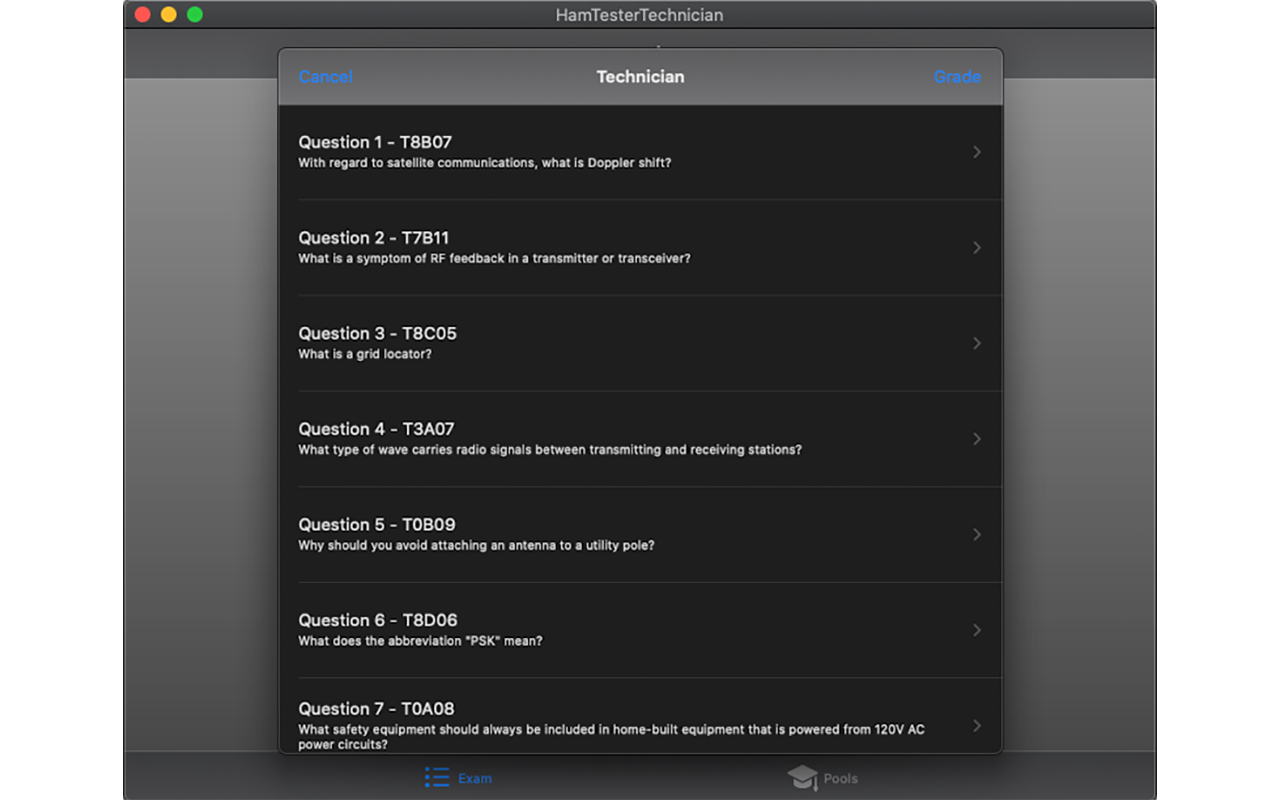 HamTesterTechnician
Cancel
Technician
Grade
Question 1 - T8B07
With regard to satellite communications, what is Doppler shift?
Question 2 - T7B11
What is a symptom of RF feedback in a transmitter or transceiver?
Question 3 - T8C05
What is a grid locator?
Question 4 - T3A07
What type of wave carries radio signals between transmitting and receiving stations?
Question 5 - T0B09
Why should you avoid attaching an antenna to a utility pole?
Question 6 - T8D06
What does the abbreviation "PSK" mean?
Question 7 - T0A08
What safety equipment should always be included in home-built equipment that is powered from 120V AC
power circuits?
Exam
Pools